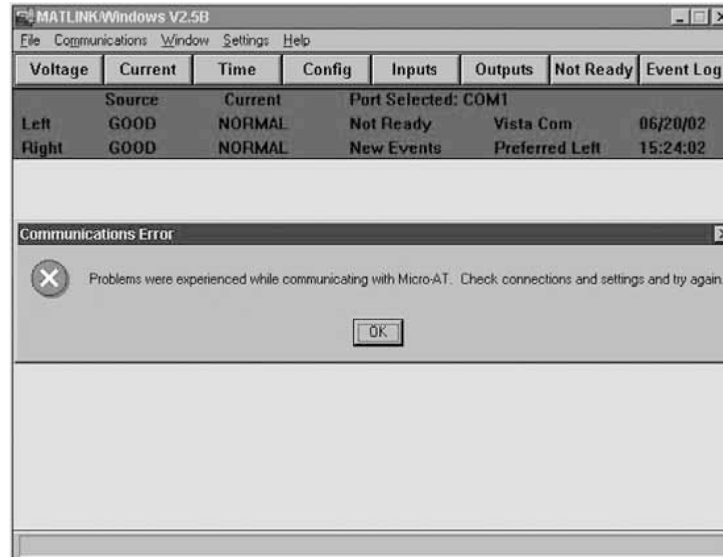 MATLINK/Windows V2.5B
File Communications Window Settings Help
Voltage Current Time Config Inputs Outputs Not Ready Event Log
Source Current Port Selected: COM1
Left GOOD NORMAL Not Ready Vista Com 06/20/02
Right GOOD NORMAL New Events Preferred Left 15:24:02
Communications Error
Problems were experienced while communicating with Micro-AT. Check connections and settings and try again.
OK